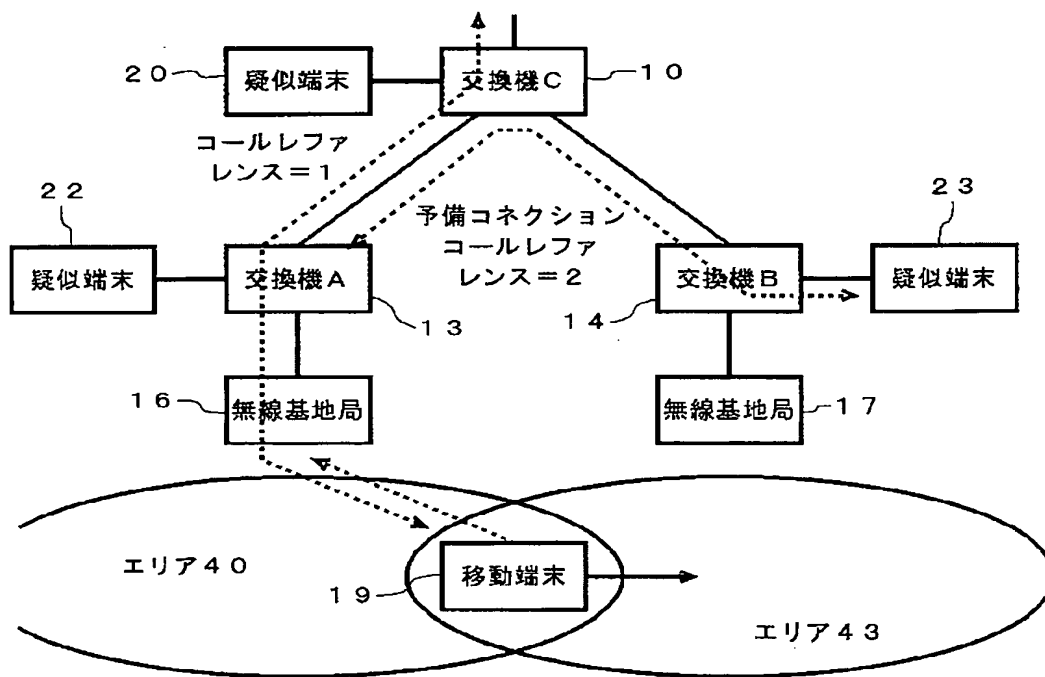 20
疑似端末
交換機C
10
コールレファ
レンス=1
22
予備コネクション
コールレファ
レンス=2
23
疑似端末
交換機A
交換機B
疑似端末
13
14
16
無線基地局
無線基地局
17
エリア40
19
移動端末
エリア43